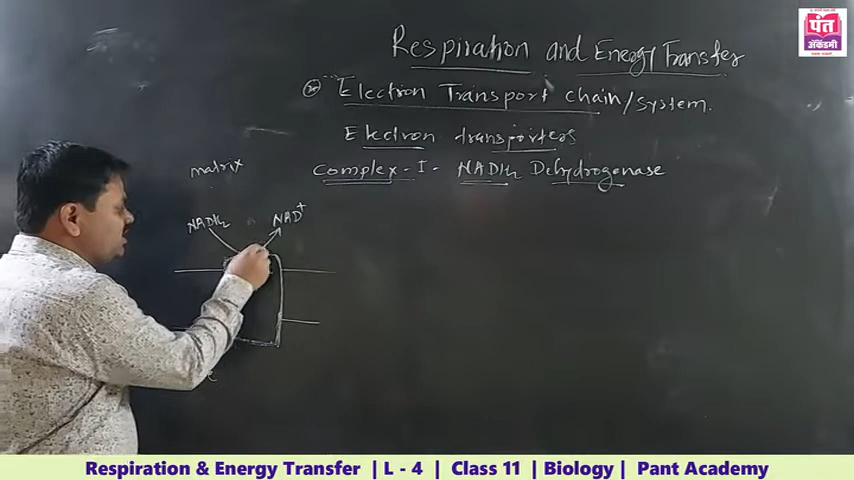 पंत
अॅकॅडमी
Respiration and Energy Transfer
Electron Transport chain/system.
Electron transporters
Complex-I- NADH₂ Dehydrogenase
matrix
NADH₂ NAD⁺
Respiration & Energy Transfer | L - 4 | Class 11 | Biology | Pant Academy